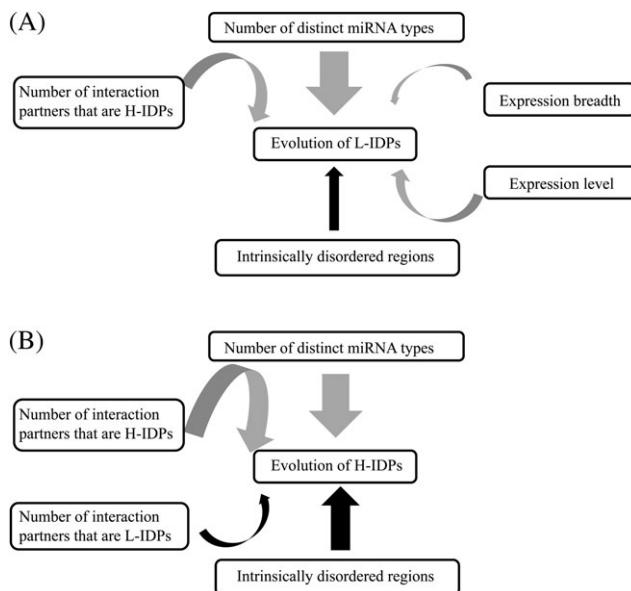 (A)
Number of distinct miRNA types
Number of interaction
partners that are H-IDPs
Expression breadth
Evolution of L-IDPs
Expression level
Intrinsically disordered regions
(B)
Number of distinct miRNA types
Number of interaction
partners that are H-IDPs
Evolution of H-IDPs
Number of interaction
partners that are L-IDPs
Intrinsically disordered regions